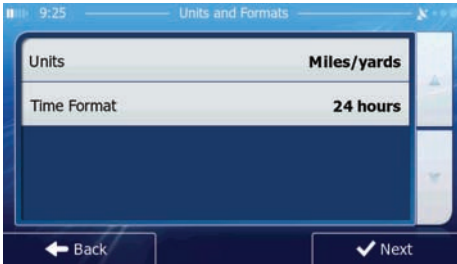 9:25 Units and Formats
Units Miles/yards
Time Format 24 hours
Back Next